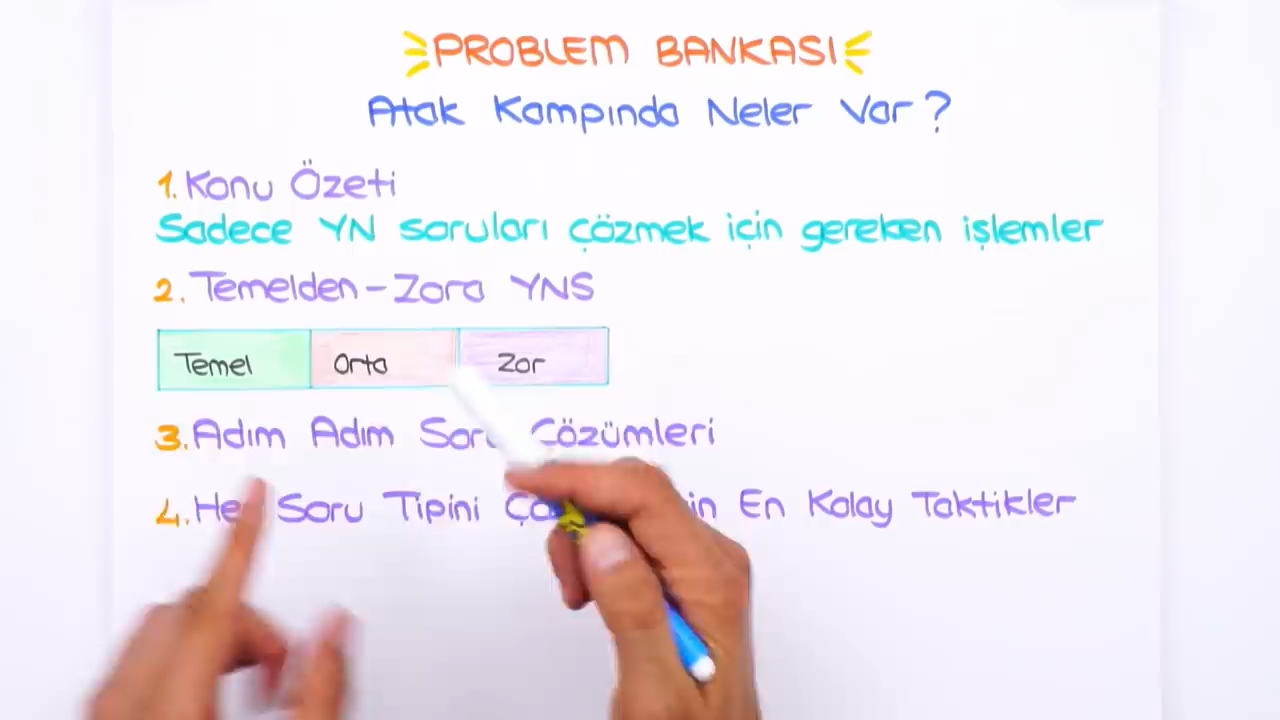 PROBLEM BANKASI
Atak Kampında Neler Var?
1. Konu Özeti
Sadece YN soruları çözmek için gereken işlemler
2. Temelden-Zora YNS
Temel Orta Zor
3. Adım Adım Çözümleri
4. Soru Tipini En Kolay Taktikler